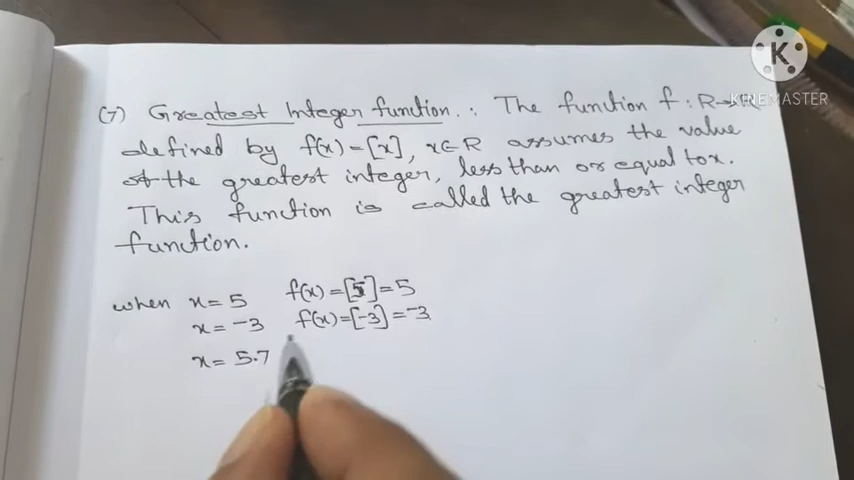 K
KINEMASTER
(7) Greatest Integer function. : The function f : R→R
defined by f(x) = [x], x∈R assumes the value
of the greatest integer, less than or equal to x.
This function is called the greatest integer
function.
when x = 5 f(x) = [5] = 5
x = -3 f(x) = [-3] = -3
x = 5.7